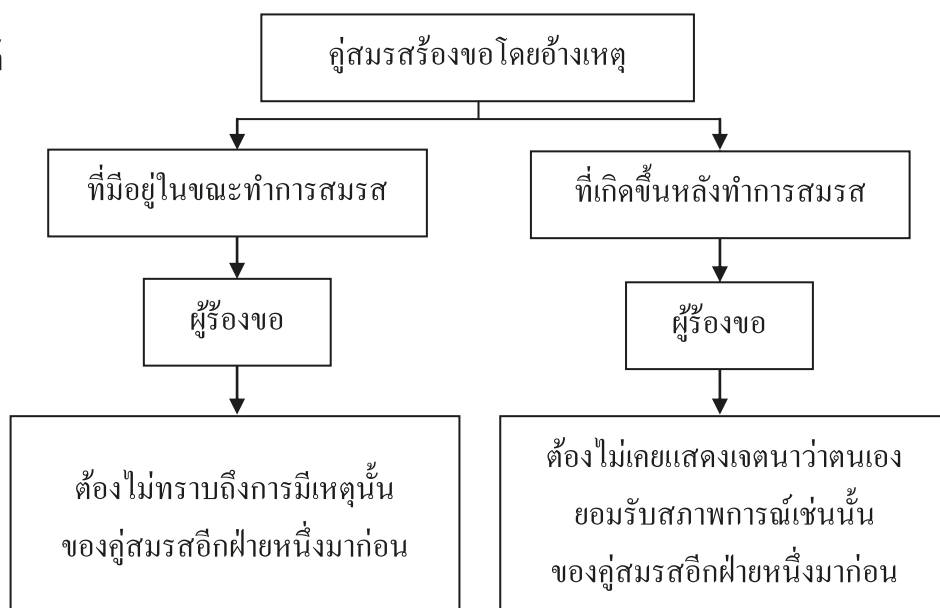 คู่สมรสร้องขอโดยอ้างเหตุ
ที่มีอยู่ในขณะทำการสมรส
ที่เกิดขึ้นหลังทำการสมรส
ผู้ร้องขอ
ผู้ร้องขอ
ต้องไม่ทราบถึงการมีเหตุนั้น
ของคู่สมรสอีกฝ่ายหนึ่งมาก่อน
ต้องไม่เคยแสดงเจตนาว่าตนเอง
ยอมรับสภาพการณ์เช่นนั้น
ของคู่สมรสอีกฝ่ายหนึ่งมาก่อน